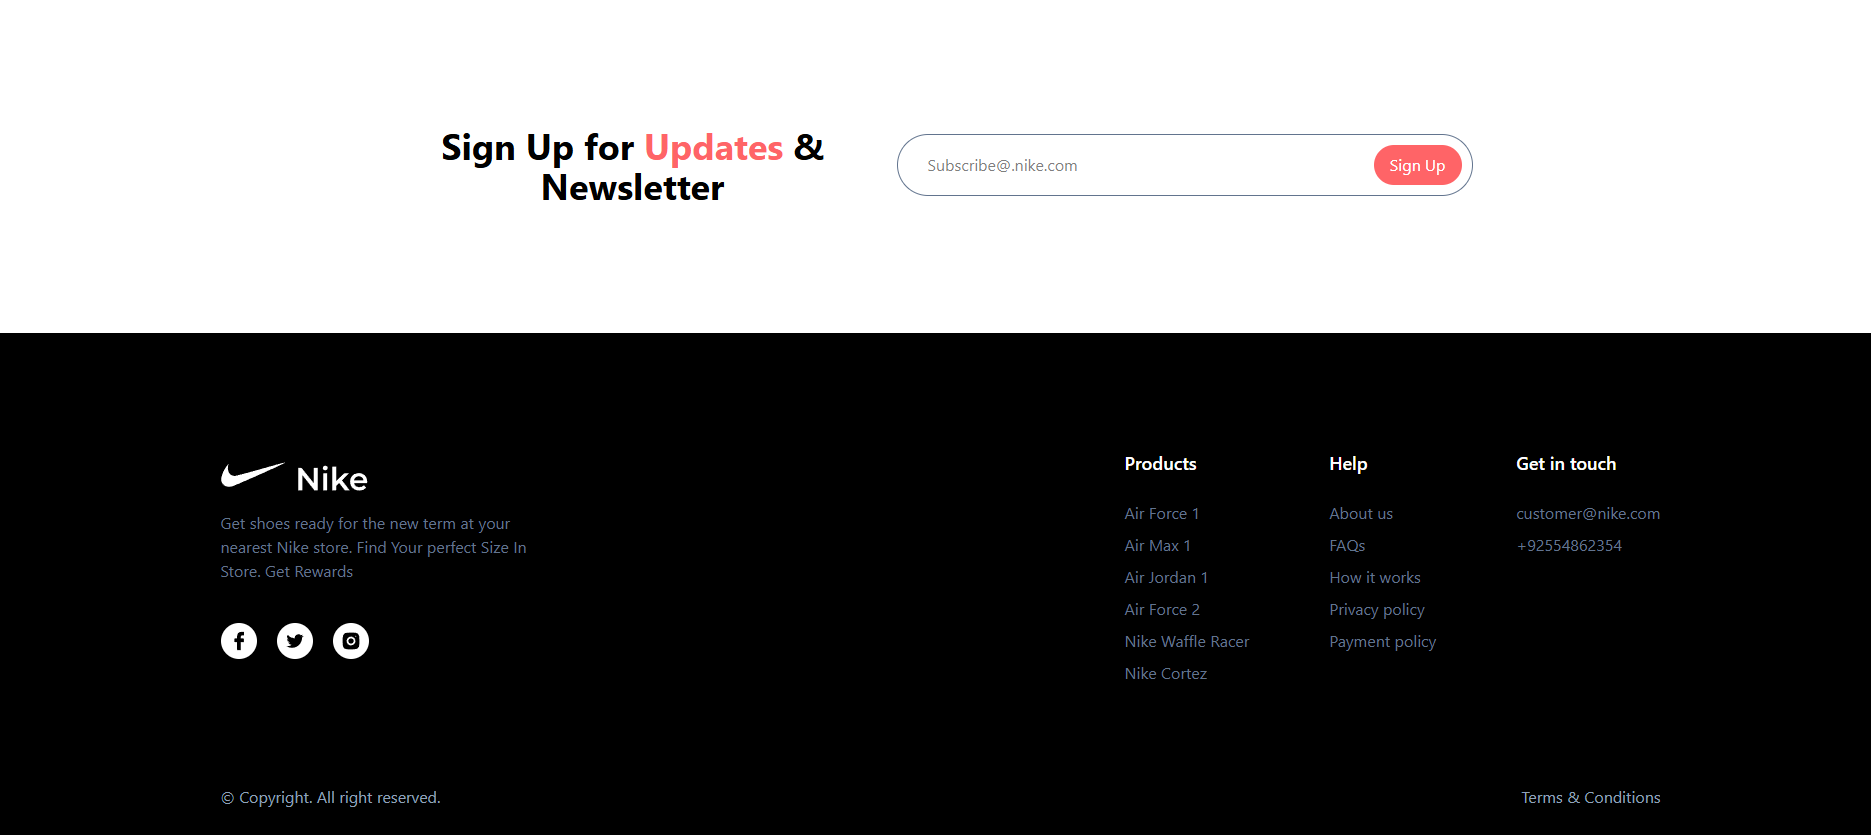 Sign Up for Updates &
Newsletter
Subscribe@.nike.com
Sign Up
Nike
Get shoes ready for the new term at your
nearest Nike store. Find Your perfect Size In
Store. Get Rewards
Products
Air Force 1
Air Max 1
Air Jordan 1
Air Force 2
Nike Waffle Racer
Nike Cortez
Help
About us
FAQs
How it works
Privacy policy
Payment policy
Get in touch
customer@nike.com
+92554862354
© Copyright. All right reserved.
Terms & Conditions